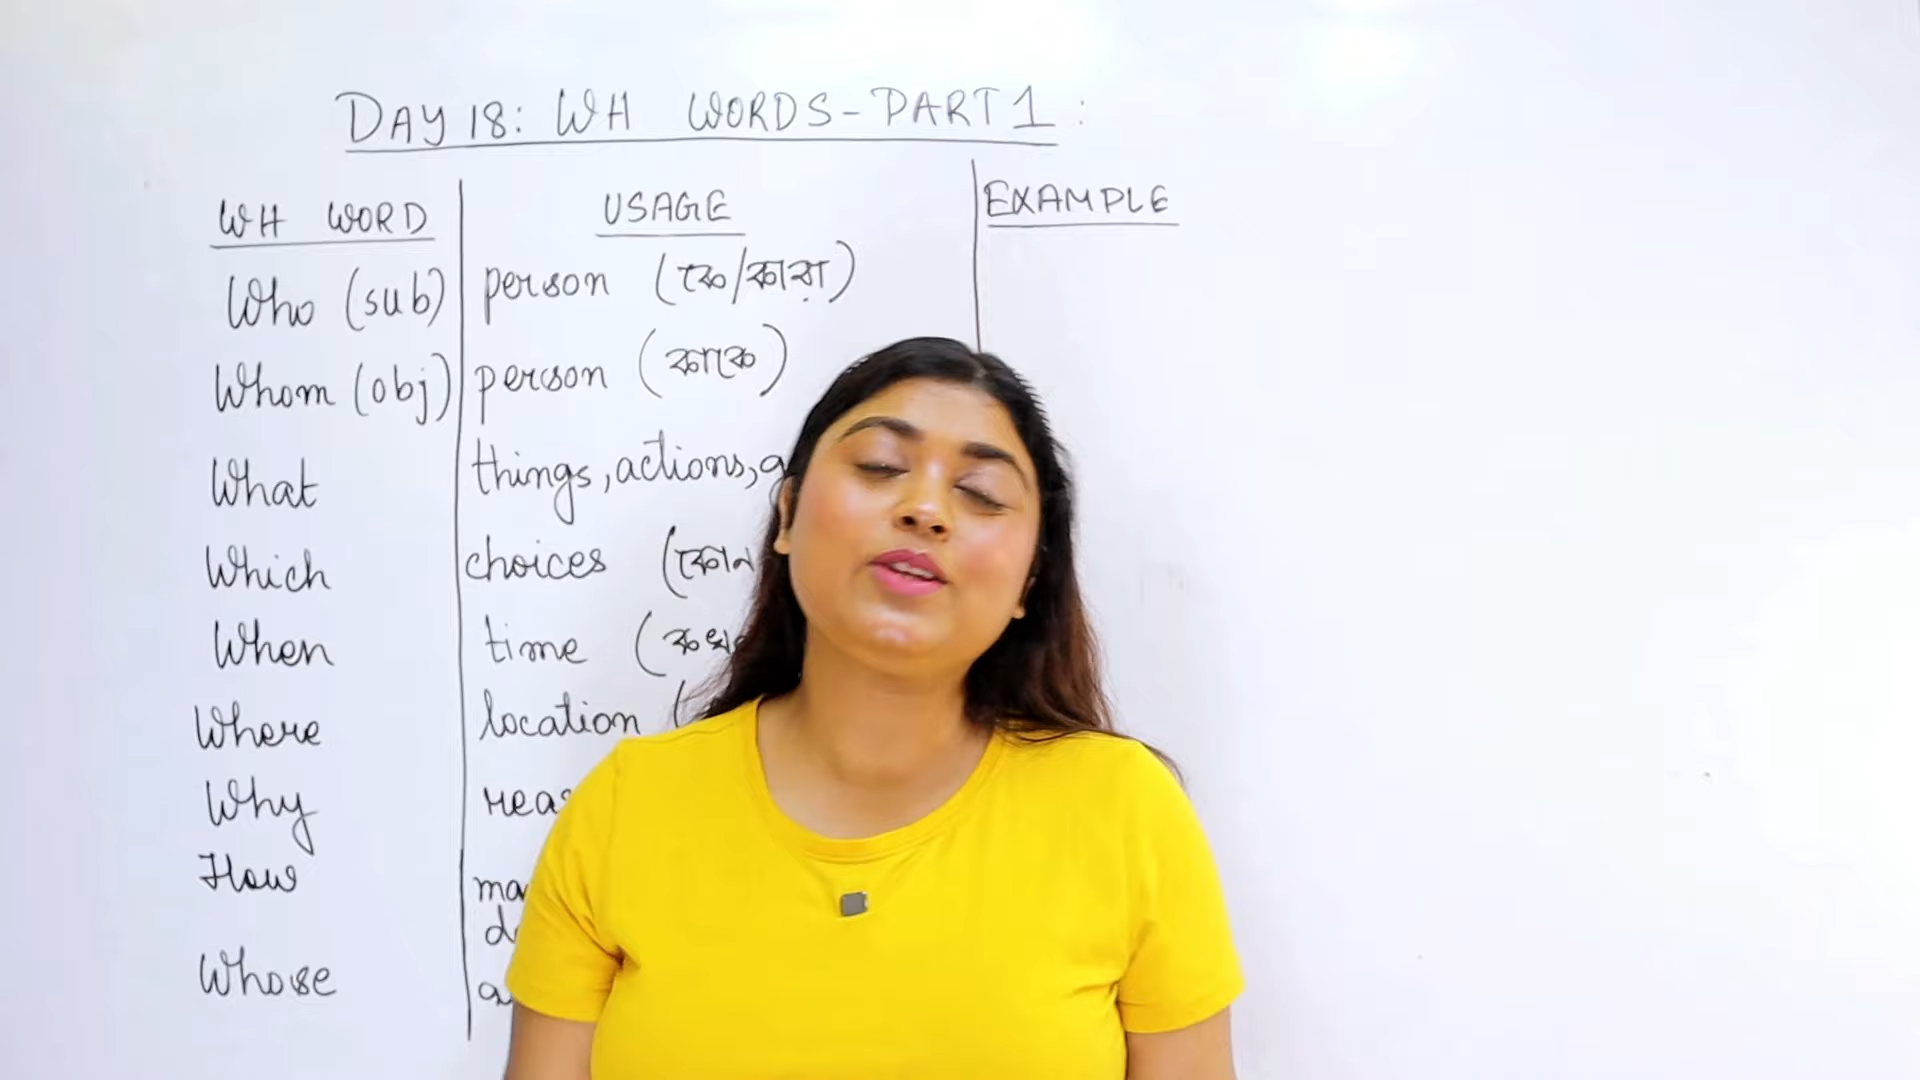 DAY 18: WH WORDS - PART 1 :
WH WORD USAGE EXAMPLE
Who (sub) person (কে/কারা)
Whom (obj) person (কাকে)
What things, actions,
Which choices (কোন
When time
Where location (
Why
How
Whose